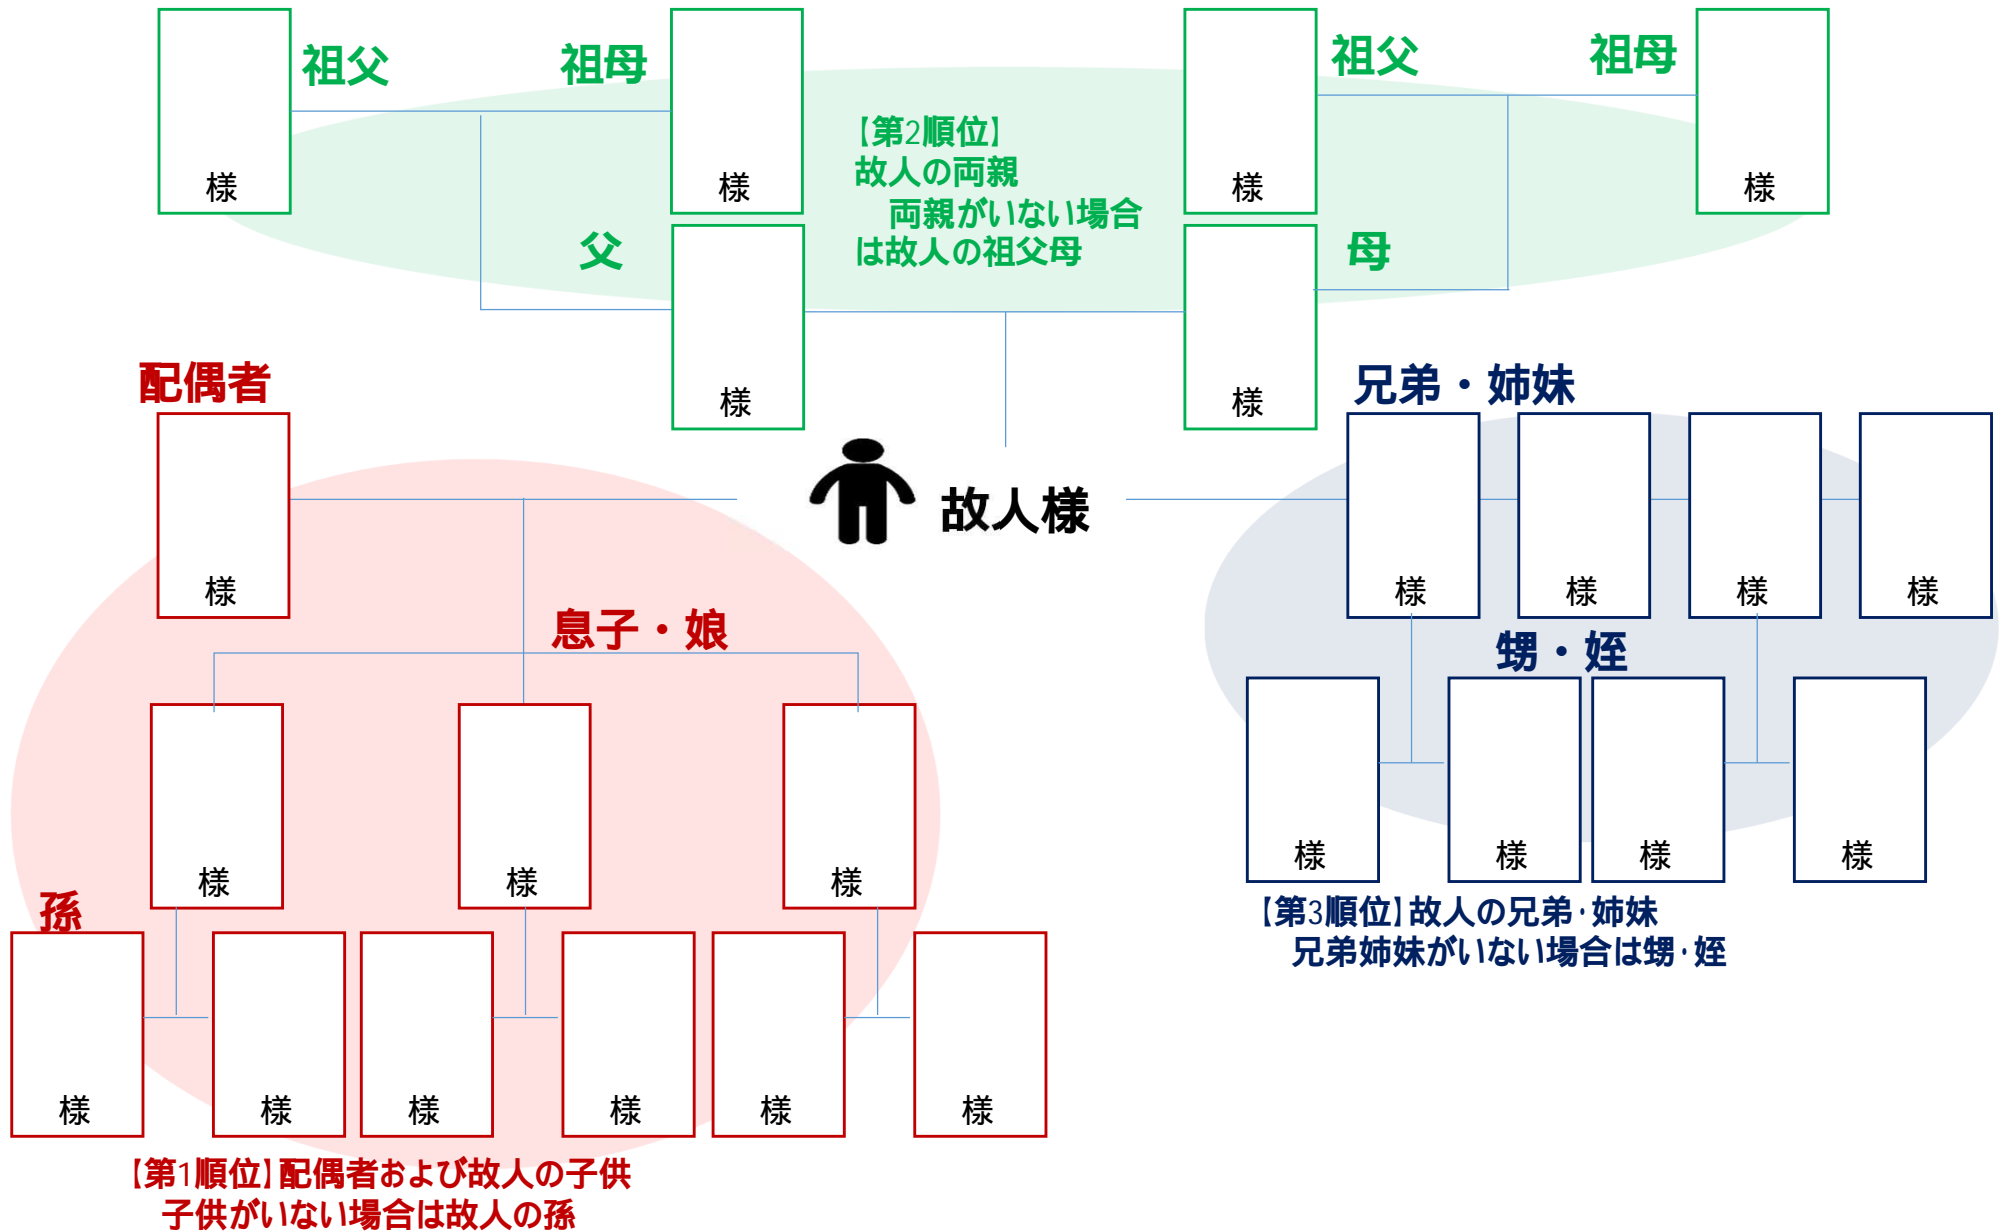 祖父
祖母
祖父
祖母
様
様
様
様
【第2順位】
故人の両親
両親がいない場合
は故人の祖父母
父
母
様
様
配偶者
兄弟・姉妹
故人様
様
様
様
様
様
息子・娘
甥・姪
様
様
様
様
様
様
様
【第3順位】故人の兄弟・姉妹
兄弟姉妹がいない場合は甥・姪
孫
様
様
様
様
様
様
【第1順位】配偶者および故人の子供
子供がいない場合は故人の孫